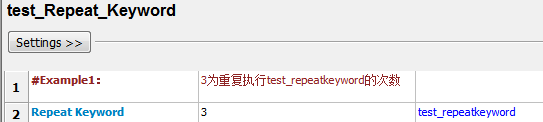 test_Repeat_Keyword
Settings >>
1 #Example1: 3为重复执行test_repeatkeyword的次数
2 Repeat Keyword 3 test_repeatkeyword